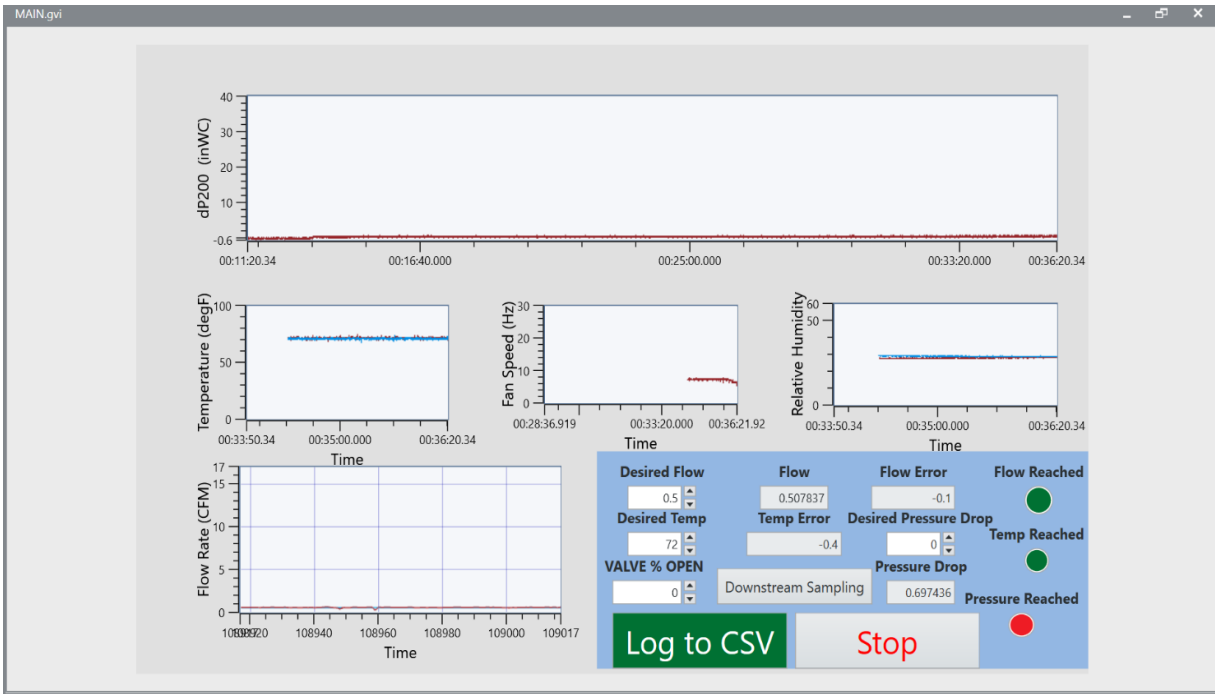 MAIN.gvi
dP200 (inWC)
40
30
20
10
-0.6
00:11:20.34 00:16:40.000 00:25:00.000 00:33:20.000 00:36:20.34
Temperature (degF)
100
50
0
00:33:50.34 00:35:00.000 00:36:20.34
Time
Fan Speed (Hz)
30
20
10
0
00:28:36.919 00:33:20.000 00:36:21.92
Time
Relative Humidity
60
50
0
00:33:50.34 00:35:00.000 00:36:20.34
Time
Flow Rate (CFM)
17
15
10
5
0
108940 108960 108980 109000 109017
Time
Desired Flow Flow Flow Error Flow Reached
0.5 0.507837 -0.1
Desired Temp Temp Error Desired Pressure Drop
72 -0.4 0 Temp Reached
VALVE % OPEN Pressure Drop
0 Downstream Sampling 0.697436 Pressure Reached
Log to CSV Stop